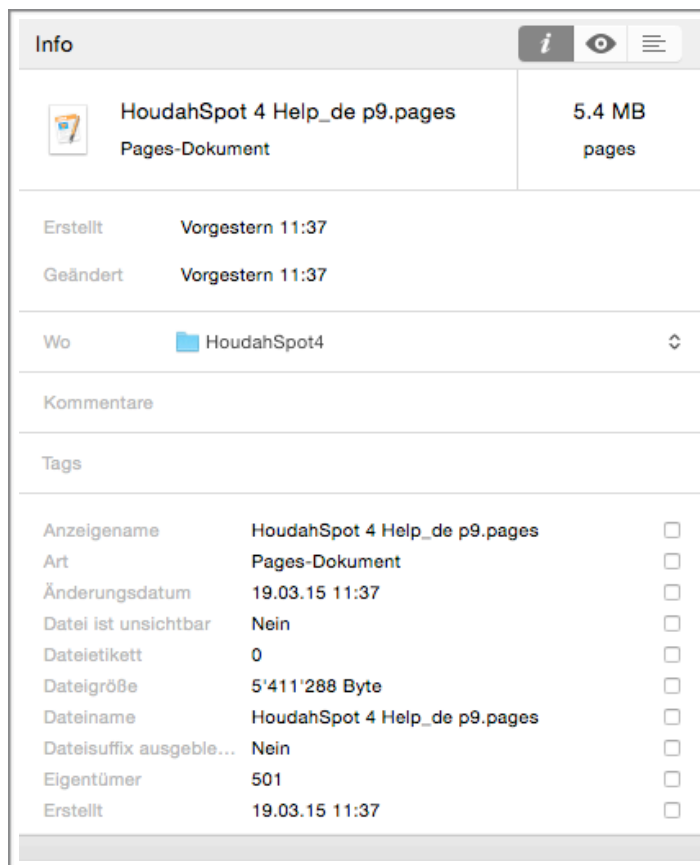 Info
HoudahSpot 4 Help_de p9.pages
Pages-Dokument
5.4 MB
pages
Erstellt Vorgestern 11:37
Geändert Vorgestern 11:37
Wo HoudahSpot4
Kommentare
Tags
Anzeigename HoudahSpot 4 Help_de p9.pages
Art Pages-Dokument
Änderungsdatum 19.03.15 11:37
Datei ist unsichtbar Nein
Dateietikett 0
Dateigröße 5'411'288 Byte
Dateiname HoudahSpot 4 Help_de p9.pages
Dateisuffix ausgeble... Nein
Eigentümer 501
Erstellt 19.03.15 11:37